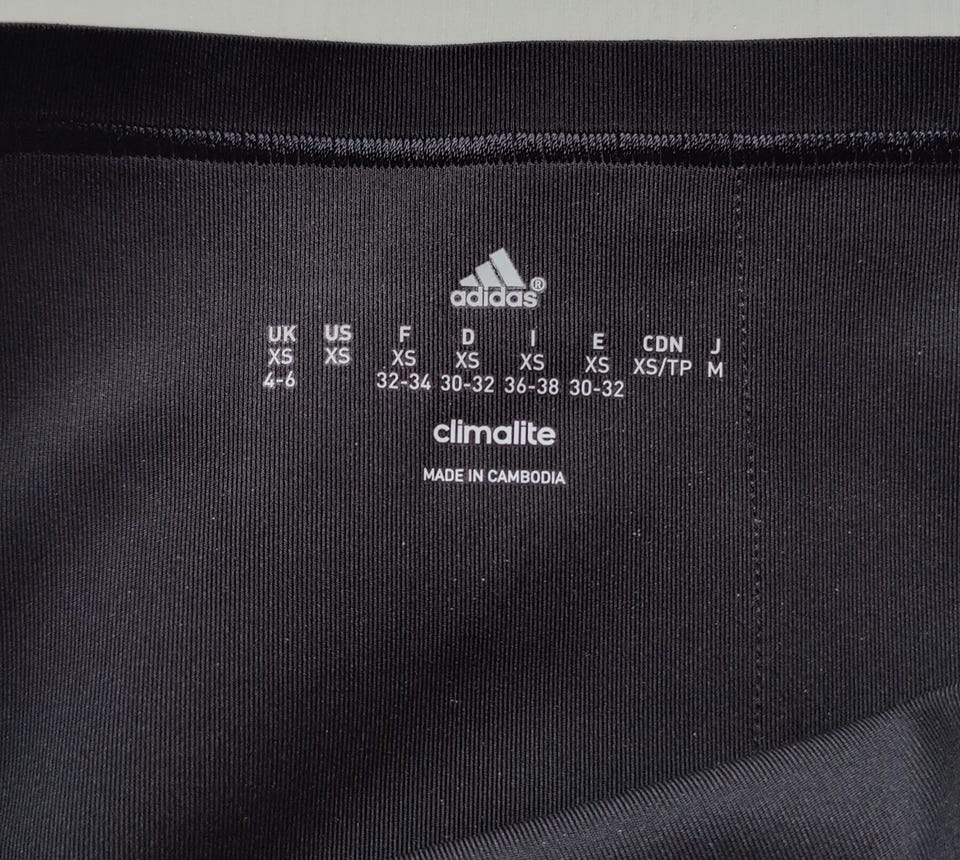 adidas®
UK US F D I E CDN J
XS XS XS XS XS XS XS/TP M
4-6 32-34 30-32 36-38 30-32
climalite
MADE IN CAMBODIA